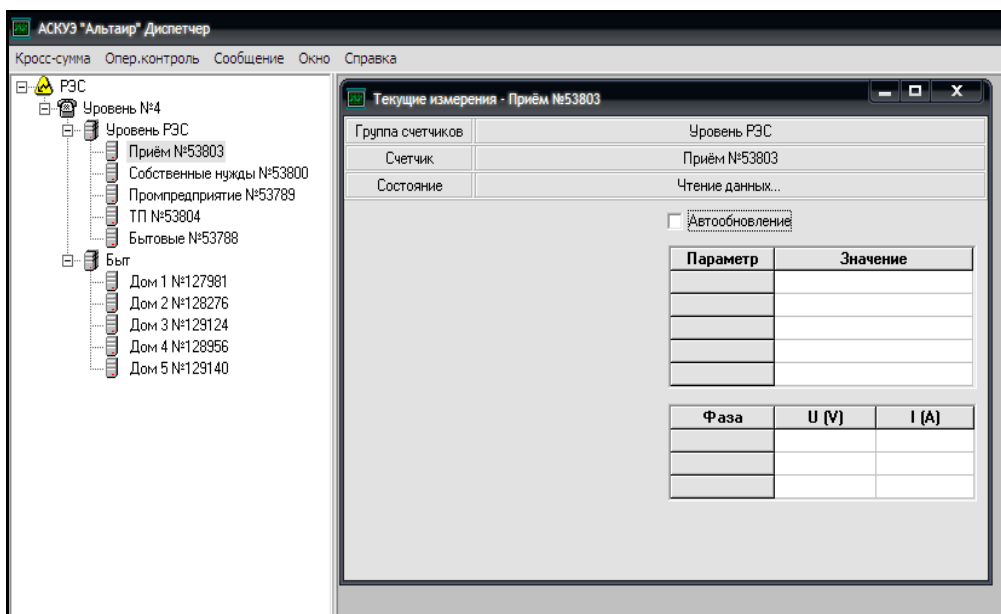 АСКУЭ "Альтаир" Диспетчер
Кросс-сумма Опер.контроль Сообщение Окно Справка
РЭС
Уровень №4
Уровень РЭС
Приём №53803
Собственные нужды №53800
Промпредприятие №53789
ТП №53804
Бытовые №53788
Быт
Дом 1 №127981
Дом 2 №128276
Дом 3 №129124
Дом 4 №128956
Дом 5 №129140
Текущие измерения - Приём №53803
Группа счетчиков Уровень РЭС
Счетчик Приём №53803
Состояние Чтение данных...
Автообновление
Параметр Значение
Фаза U (V) I (A)